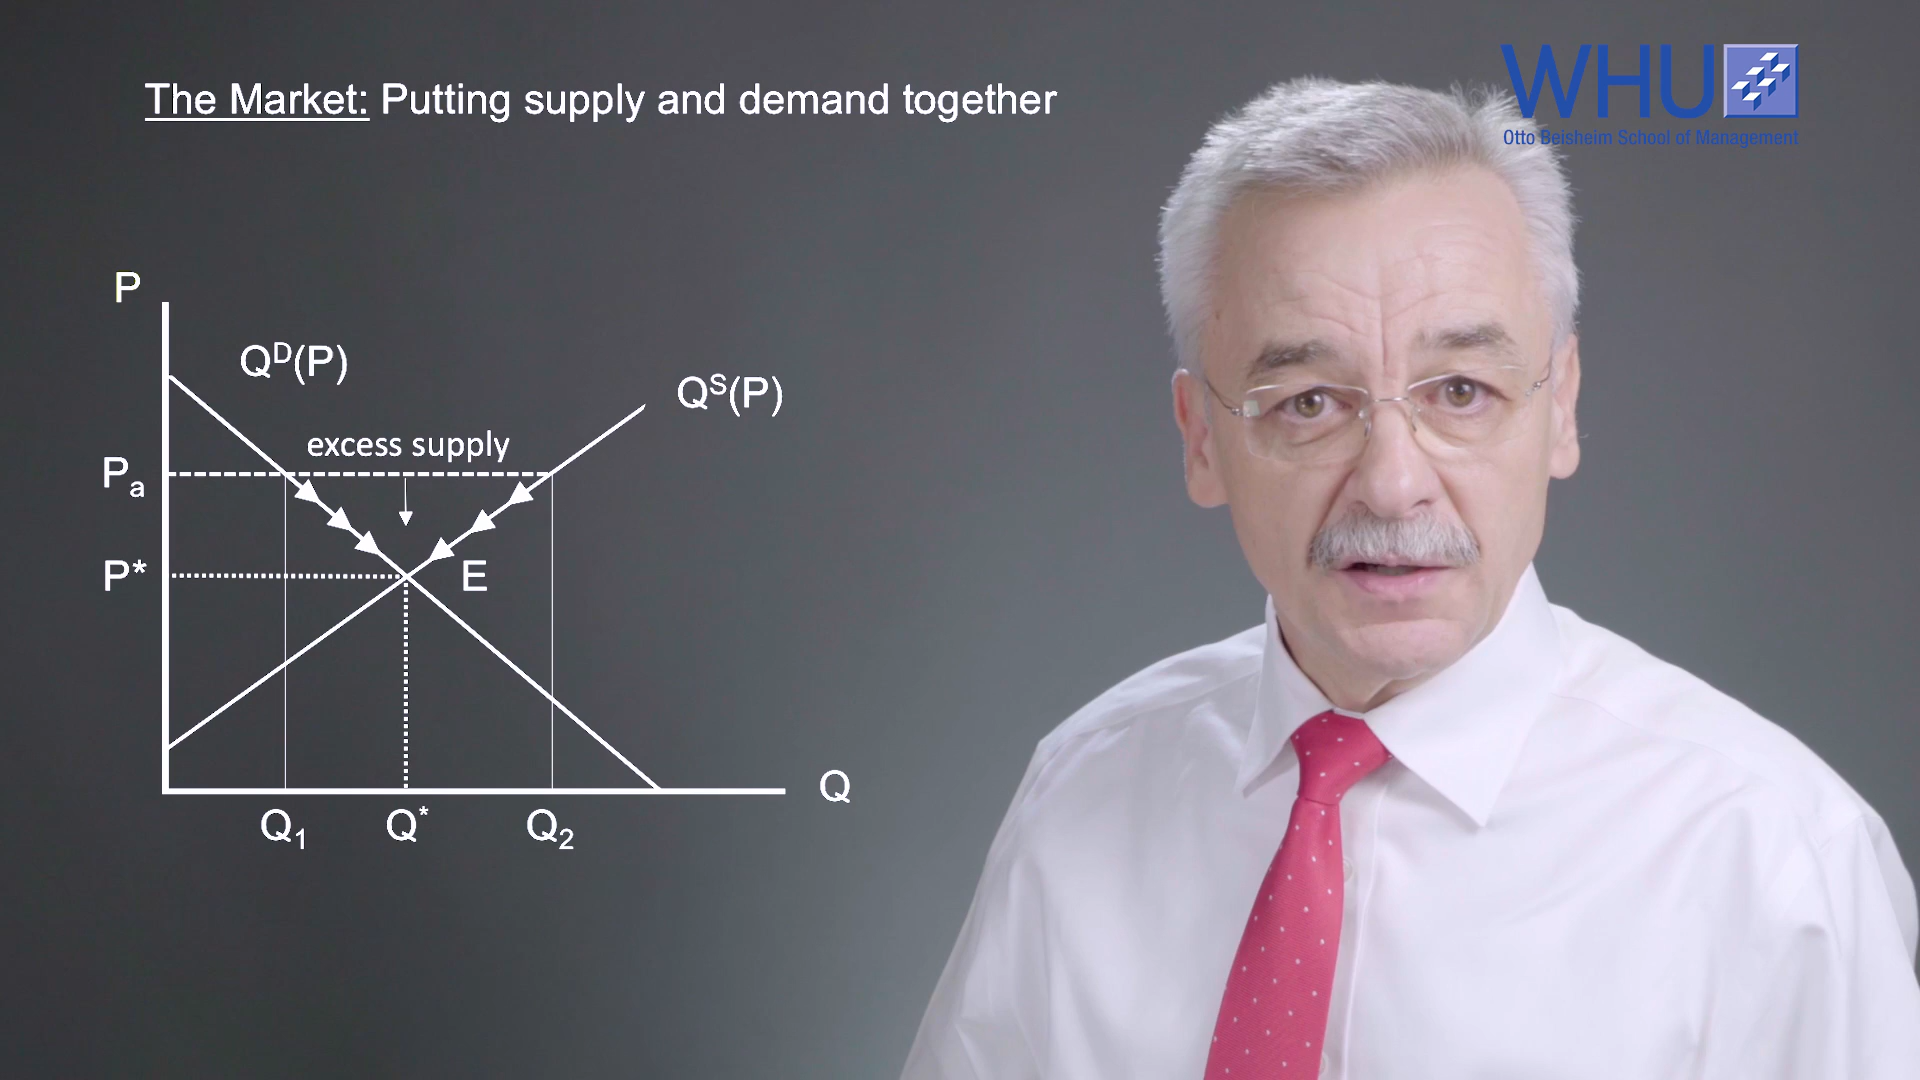 The Market: Putting supply and demand together
WHU
Otto Beisheim School of Management
P
Q^D(P)
Q^S(P)
excess supply
P_a
P*
E
Q
Q_1
Q*
Q_2